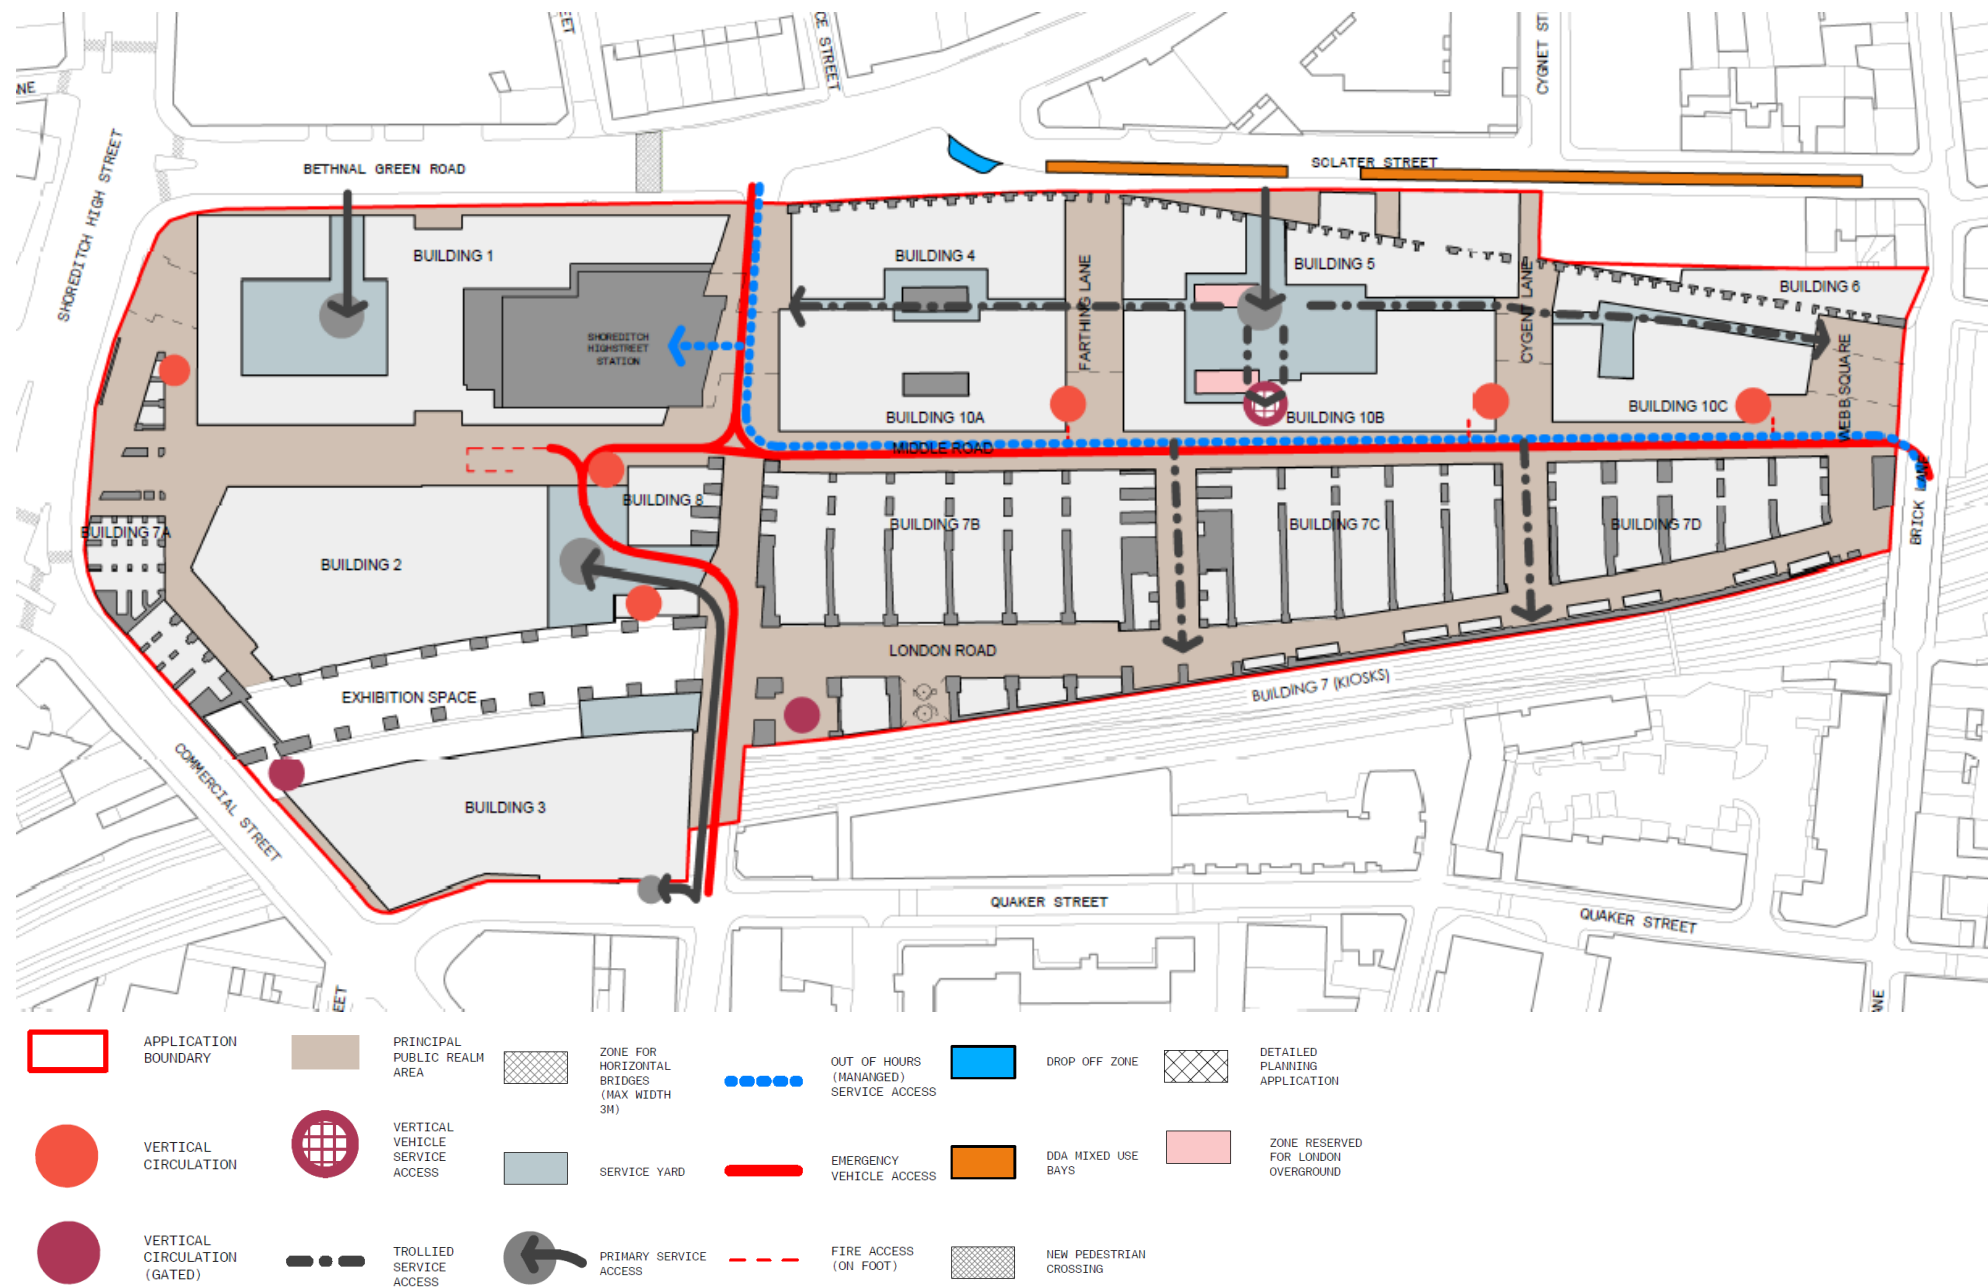 EET
CE STREET
CYGNET ST
NE
SHOREDITCH HIGH STREET
BETHNAL GREEN ROAD
SCLATER STREET
BUILDING 1
BUILDING 4
BUILDING 5
BUILDING 6
FARTHING LANE
CYGENT LANE
WEBB SQUARE
SHOREDITCH
HIGHSTREET
STATION
BUILDING 10A
BUILDING 10B
BUILDING 10C
MIDDLE ROAD
BRICK LANE
BUILDING 8
BUILDING 7A
BUILDING 7B
BUILDING 7C
BUILDING 7D
BUILDING 2
LONDON ROAD
EXHIBITION SPACE
BUILDING 7 (KIOSKS)
COMMERCIAL STREET
BUILDING 3
QUAKER STREET
QUAKER STREET
EET
ANE
APPLICATION
BOUNDARY
PRINCIPAL
PUBLIC REALM
AREA
ZONE FOR
HORIZONTAL
BRIDGES
(MAX WIDTH
3M)
OUT OF HOURS
(MANANGED)
SERVICE ACCESS
DROP OFF ZONE
DETAILED
PLANNING
APPLICATION
VERTICAL
CIRCULATION
VERTICAL
VEHICLE
SERVICE
ACCESS
SERVICE YARD
EMERGENCY
VEHICLE ACCESS
DDA MIXED USE
BAYS
ZONE RESERVED
FOR LONDON
OVERGROUND
VERTICAL
CIRCULATION
(GATED)
TROLLIED
SERVICE
ACCESS
PRIMARY SERVICE
ACCESS
FIRE ACCESS
(ON FOOT)
NEW PEDESTRIAN
CROSSING